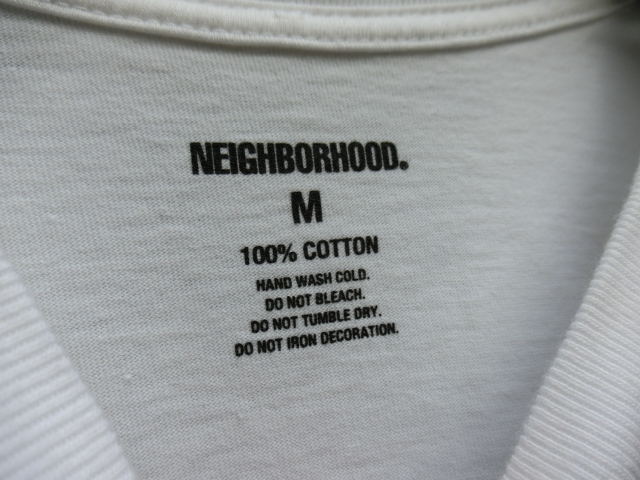 NEIGHBORHOOD.
M
100% COTTON
HAND WASH COLD.
DO NOT BLEACH.
DO NOT TUMBLE DRY.
DO NOT IRON DECORATION.